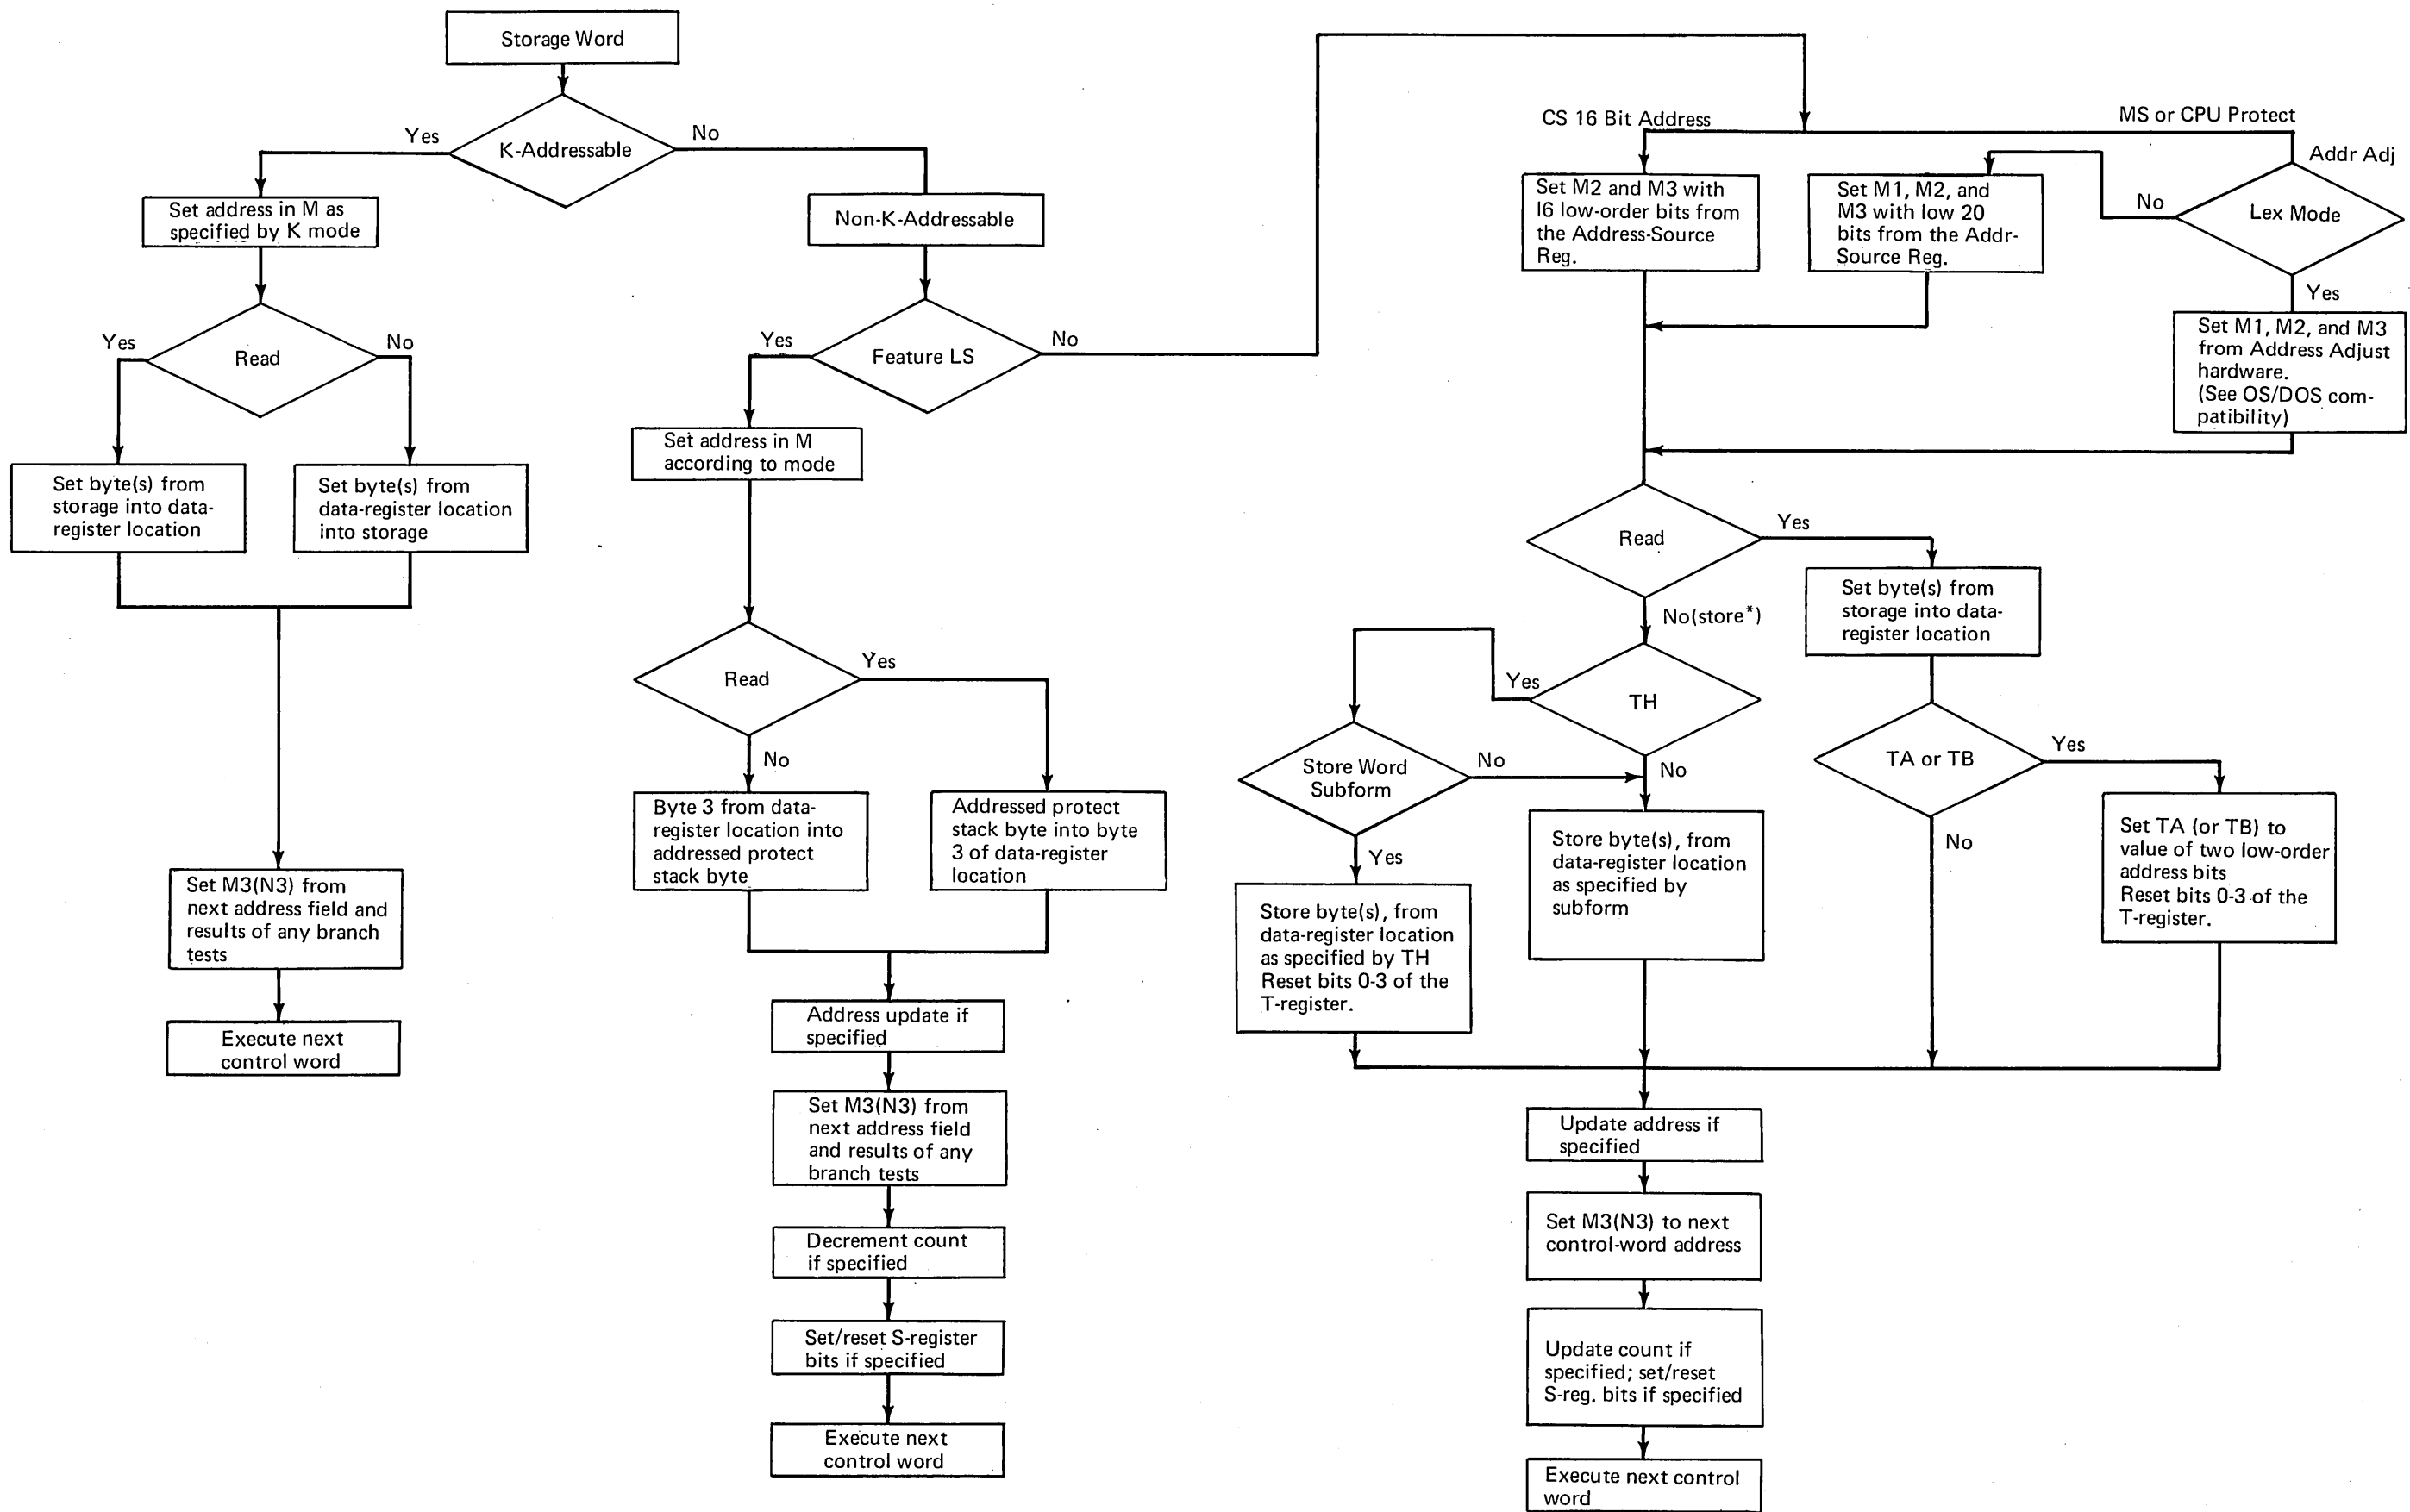 Storage Word
K-Addressable
Yes
No
Set address in M as
specified by K mode
Read
Yes
No
Set byte(s) from
storage into data-
register location
Set byte(s) from
data-register location
into storage
Set M3(N3) from
next address field and
results of any branch
tests
Execute next
control word
Non-K-Addressable
Feature LS
Yes
No
Set address in M
according to mode
Read
Yes
No
Byte 3 from data-
register location into
addressed protect
stack byte
Addressed protect
stack byte into byte
3 of data-register
location
Address update if
specified
Set M3(N3) from
next address field
and results of any
branch tests
Decrement count
if specified
Set/reset S-register
bits if specified
Execute next
control word
CS 16 Bit Address
MS or CPU Protect
Addr Adj
Set M2 and M3 with
I6 low-order bits from
the Address-Source
Reg.
Set M1, M2, and
M3 with low 20
bits from the Addr-
Source Reg.
No
Lex Mode
Yes
Set M1, M2, and M3
from Address Adjust
hardware.
(See OS/DOS com-
patibility)
Read
Yes
No(store*)
Set byte(s) from
storage into data-
register location
TH
Yes
No
Store Word
Subform
No
Yes
TA or TB
Yes
No
Store byte(s), from
data-register location
as specified by TH
Reset bits 0-3 of the
T-register.
Store byte(s), from
data-register location
as specified by
subform
Set TA (or TB) to
value of two low-order
address bits
Reset bits 0-3 of the
T-register.
Update address if
specified
Set M3(N3) to next
control-word address
Update count if
specified; set/reset
S-reg. bits if specified
Execute next control
word